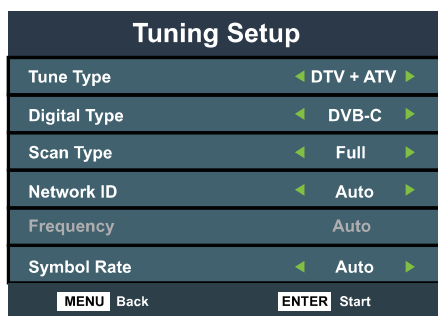 Tuning Setup
Tune Type DTV + ATV
Digital Type DVB-C
Scan Type Full
Network ID Auto
Frequency Auto
Symbol Rate Auto
MENU Back ENTER Start